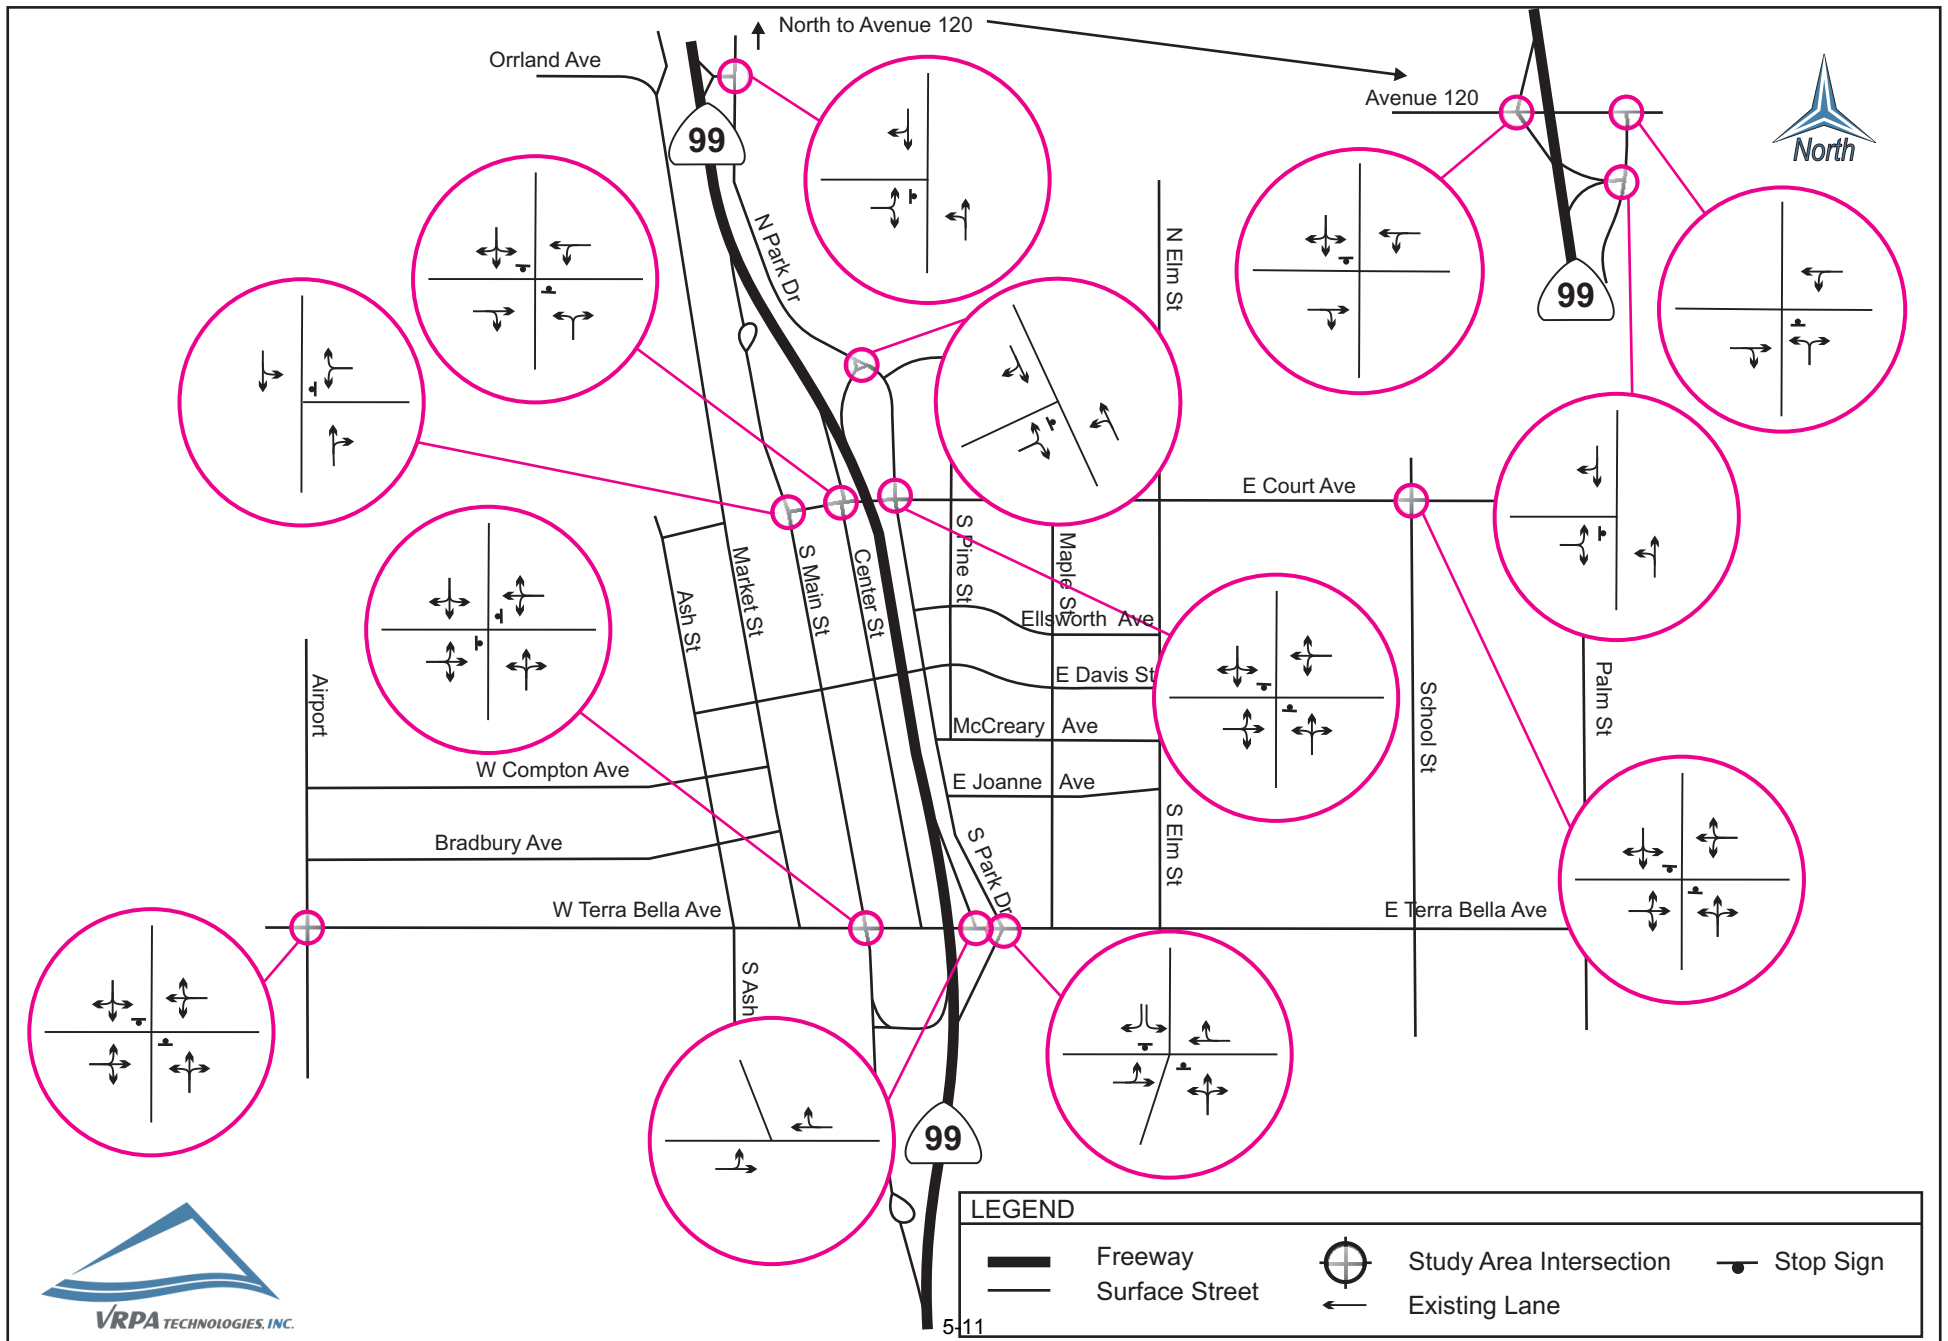 North to Avenue 120
Orrland Ave
Avenue 120
99
North
N Park Dr
N Elm St
99
E Court Ave
S Pine St
Maple St
Market St
S Main St
Center St
Ash St
Ellsworth Ave
E Davis St
Airport
School St
Palm St
McCreary Ave
W Compton Ave
E Joanne Ave
Bradbury Ave
S Park Dr
S Elm St
W Terra Bella Ave
E Terra Bella Ave
S Ash
99
LEGEND
Freeway
Study Area Intersection
Stop Sign
Surface Street
Existing Lane
VRPA TECHNOLOGIES, INC.
5-11